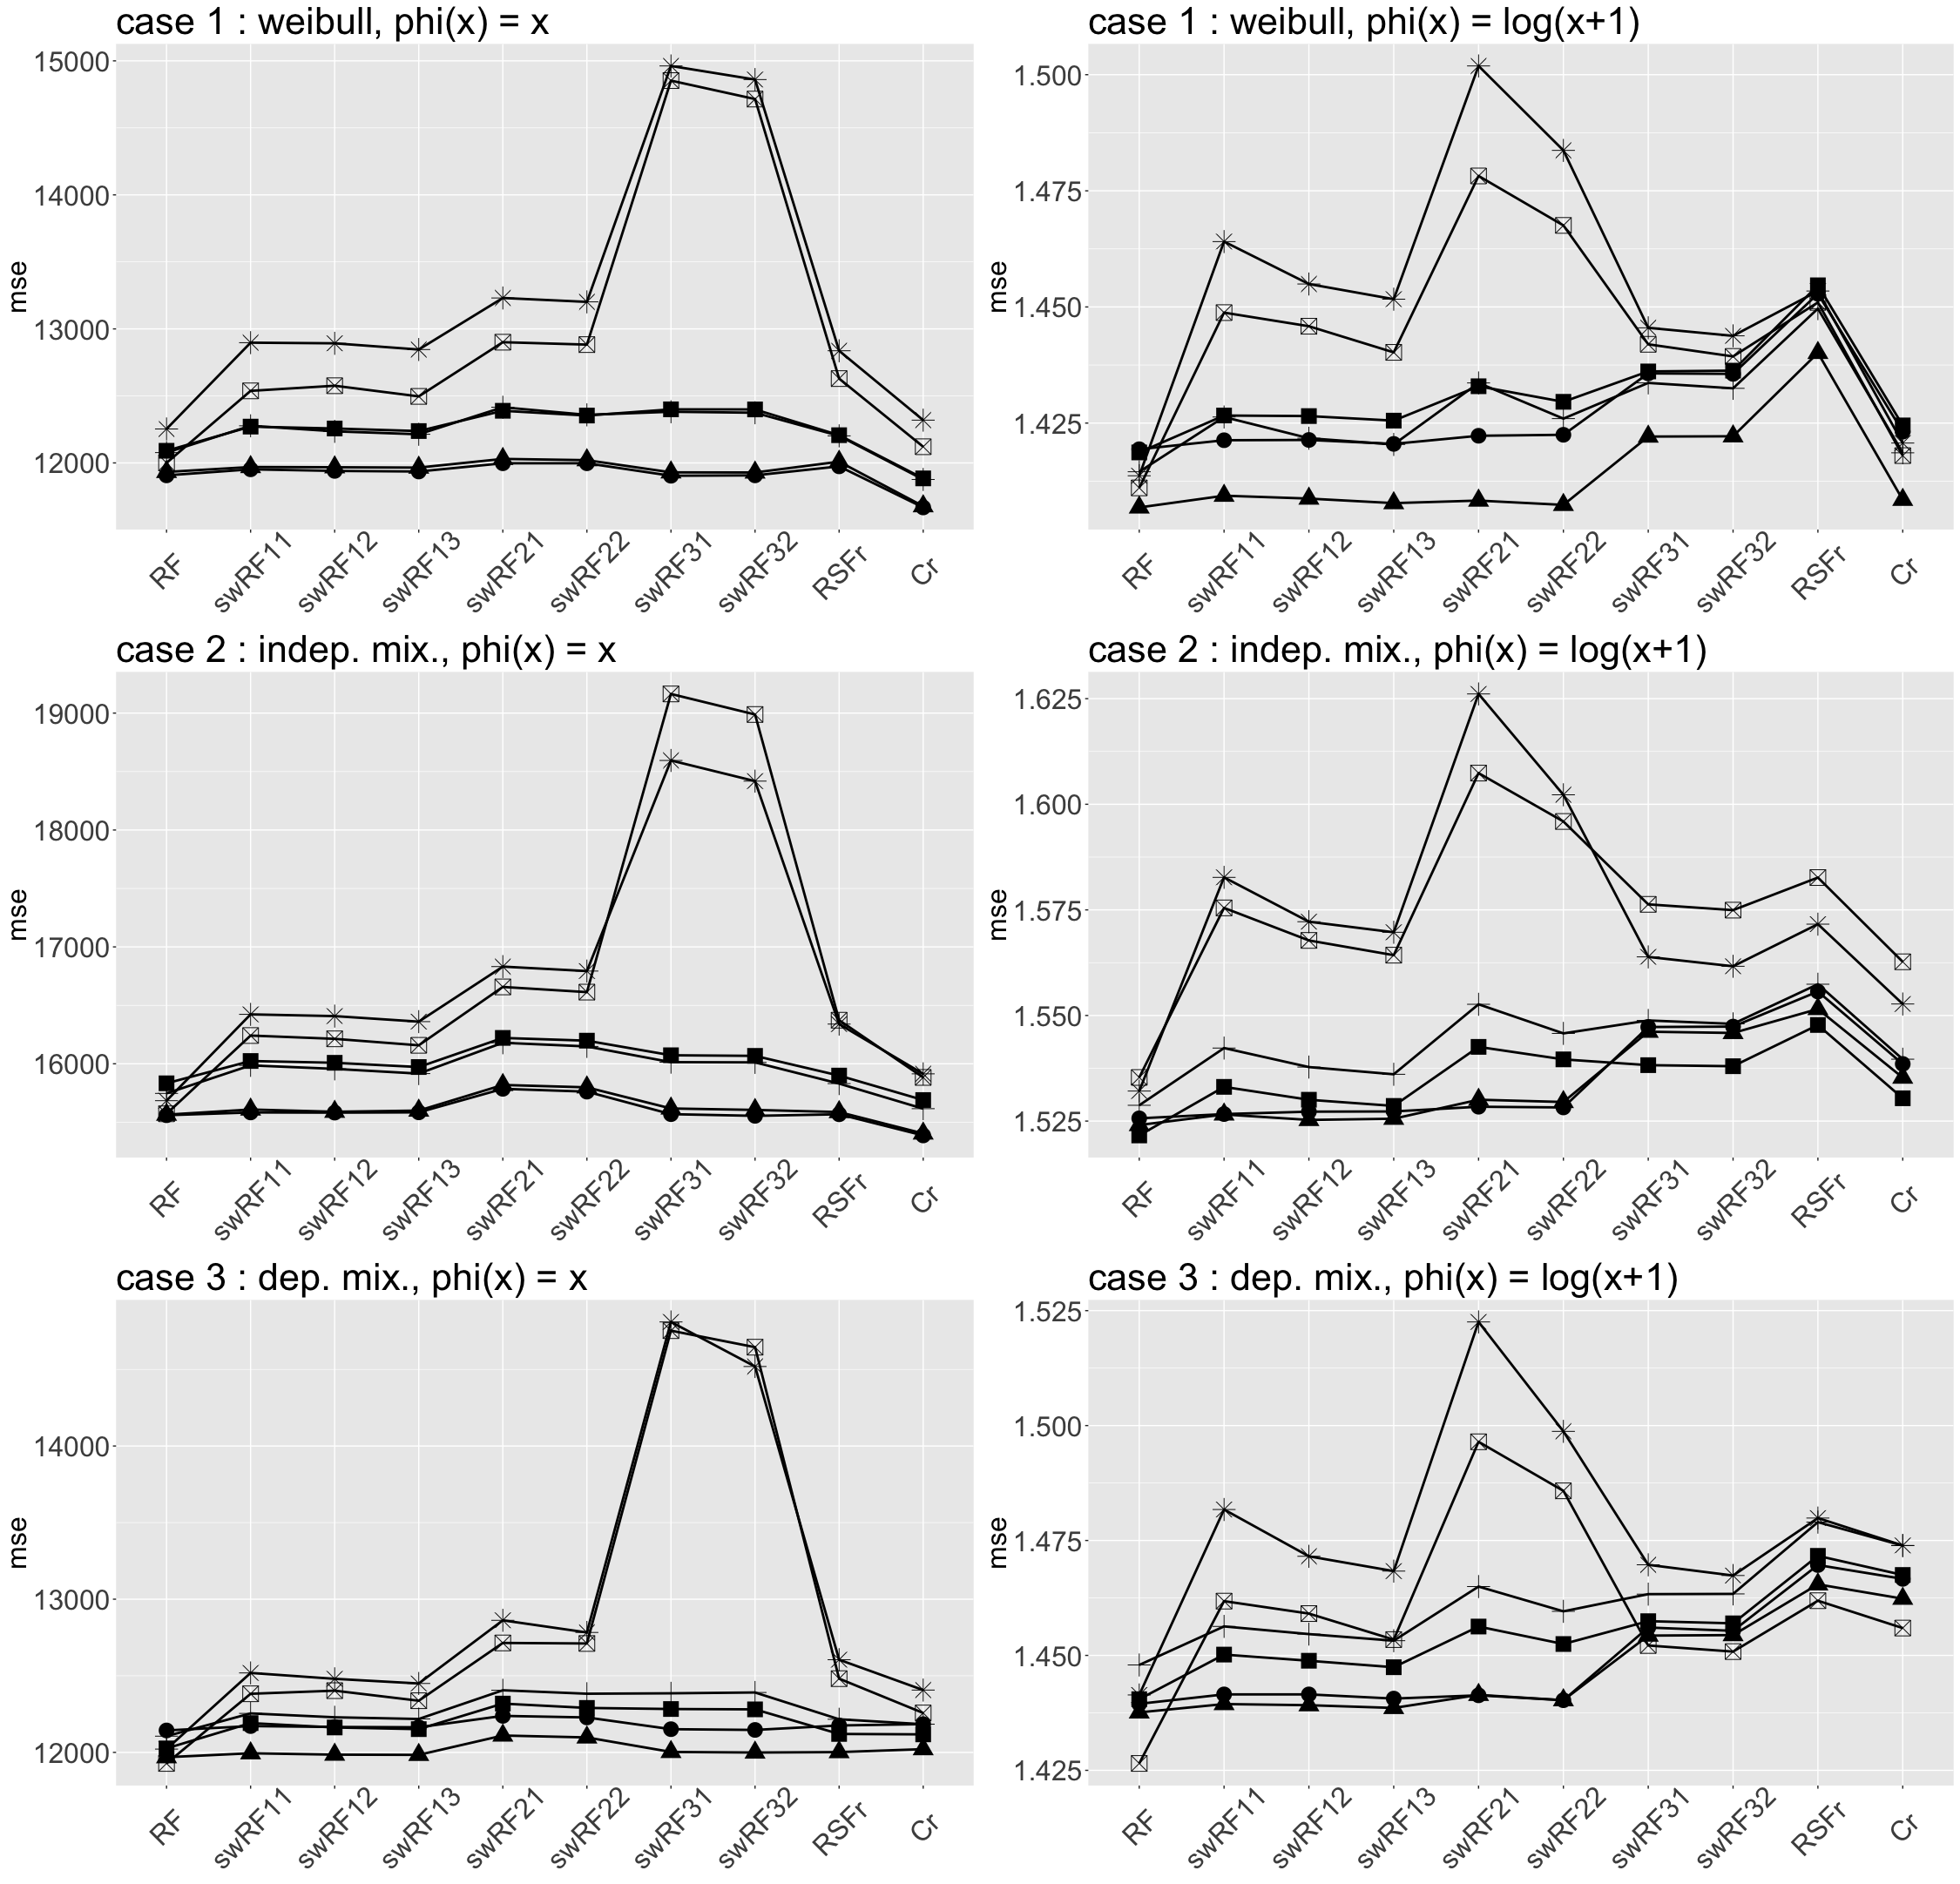 case 1 : weibull, phi(x) = x
mse
15000
14000
13000
12000
RF swRF11 swRF12 swRF13 swRF21 swRF22 swRF31 swRF32 RSFr Cr
case 1 : weibull, phi(x) = log(x+1)
mse
1.500
1.475
1.450
1.425
RF swRF11 swRF12 swRF13 swRF21 swRF22 swRF31 swRF32 RSFr Cr
case 2 : indep. mix., phi(x) = x
mse
19000
18000
17000
16000
RF swRF11 swRF12 swRF13 swRF21 swRF22 swRF31 swRF32 RSFr Cr
case 2 : indep. mix., phi(x) = log(x+1)
mse
1.625
1.600
1.575
1.550
1.525
RF swRF11 swRF12 swRF13 swRF21 swRF22 swRF31 swRF32 RSFr Cr
case 3 : dep. mix., phi(x) = x
mse
14000
13000
12000
RF swRF11 swRF12 swRF13 swRF21 swRF22 swRF31 swRF32 RSFr Cr
case 3 : dep. mix., phi(x) = log(x+1)
mse
1.525
1.500
1.475
1.450
1.425
RF swRF11 swRF12 swRF13 swRF21 swRF22 swRF31 swRF32 RSFr Cr